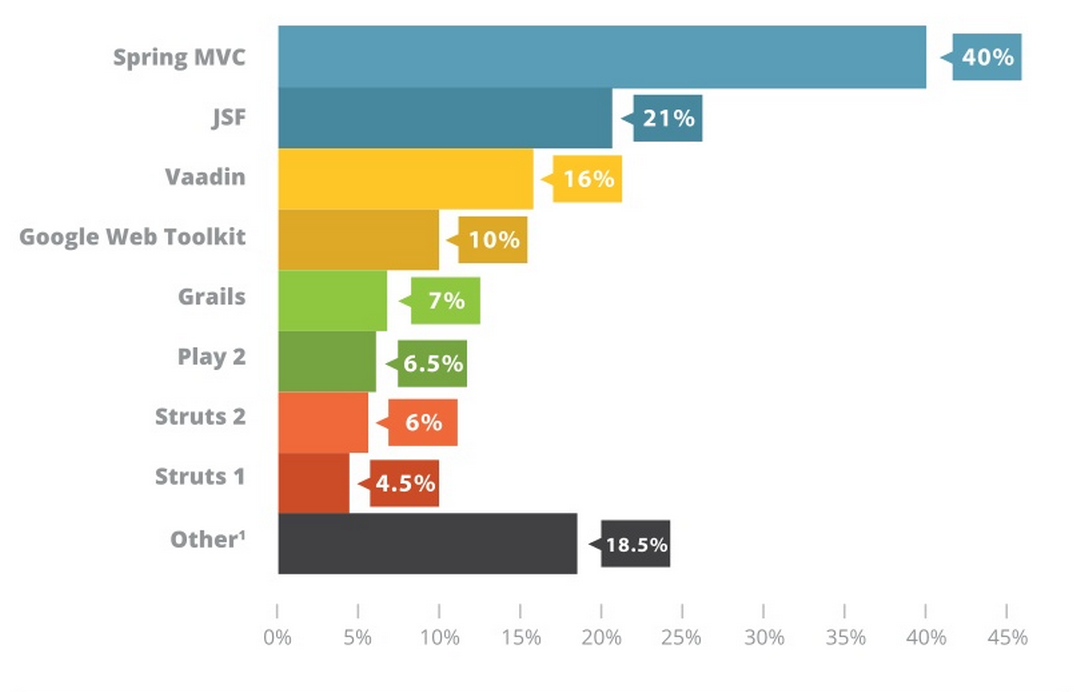 Spring MVC 40%
JSF 21%
Vaadin 16%
Google Web Toolkit 10%
Grails 7%
Play 2 6.5%
Struts 2 6%
Struts 1 4.5%
Other¹ 18.5%
0% 5% 10% 15% 20% 25% 30% 35% 40% 45%